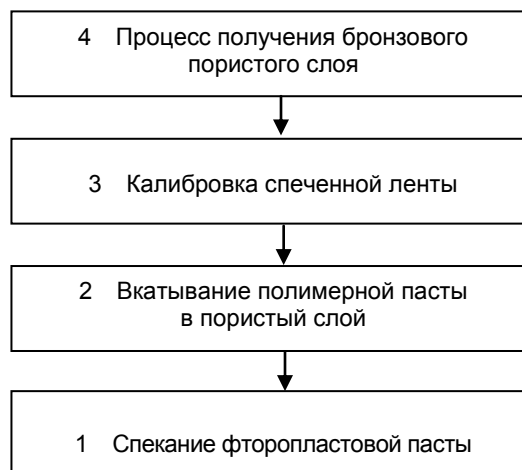 4 Процесс получения бронзового
пористого слоя
3 Калибровка спеченной ленты
2 Вкатывание полимерной пасты
в пористый слой
1 Спекание фторопластовой пасты